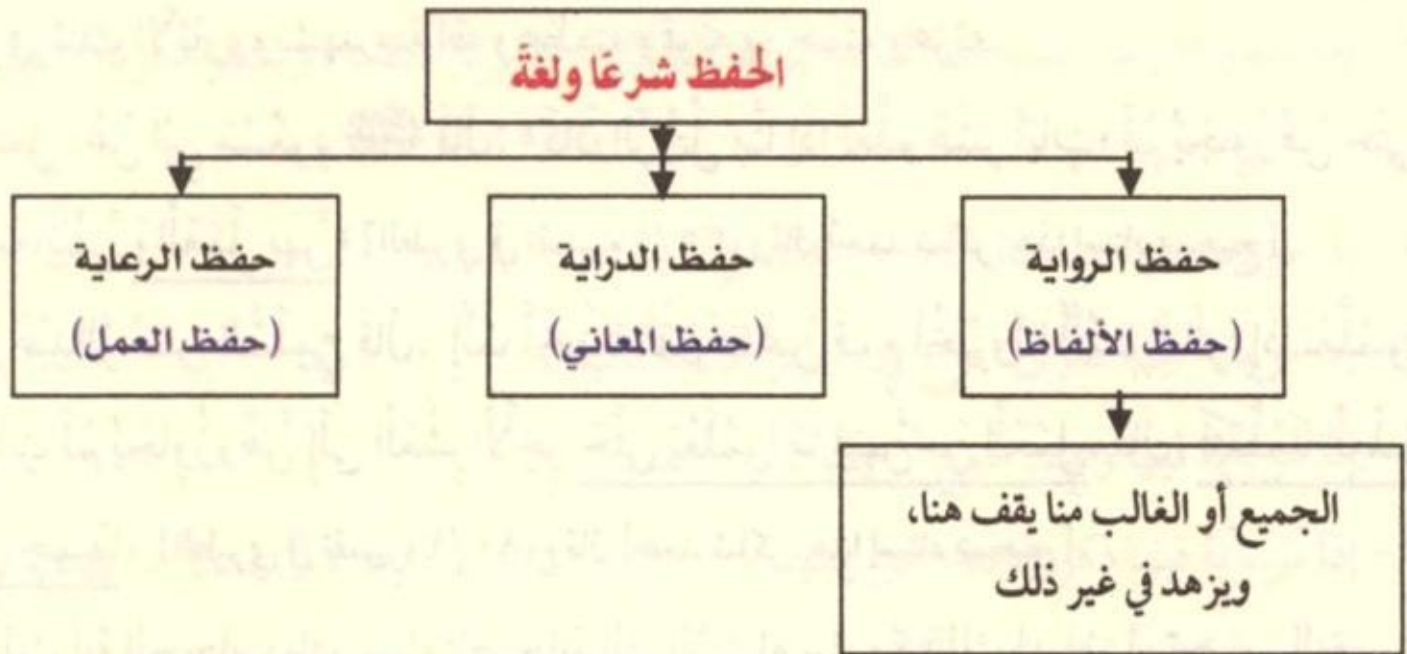 الحفظ شرعًا ولغةً
حفظ الرواية
(حفظ الألفاظ)
حفظ الدراية
(حفظ المعاني)
حفظ الرعاية
(حفظ العمل)
الجميع أو الغالب منا يقف هنا،
ويزهد في غير ذلك